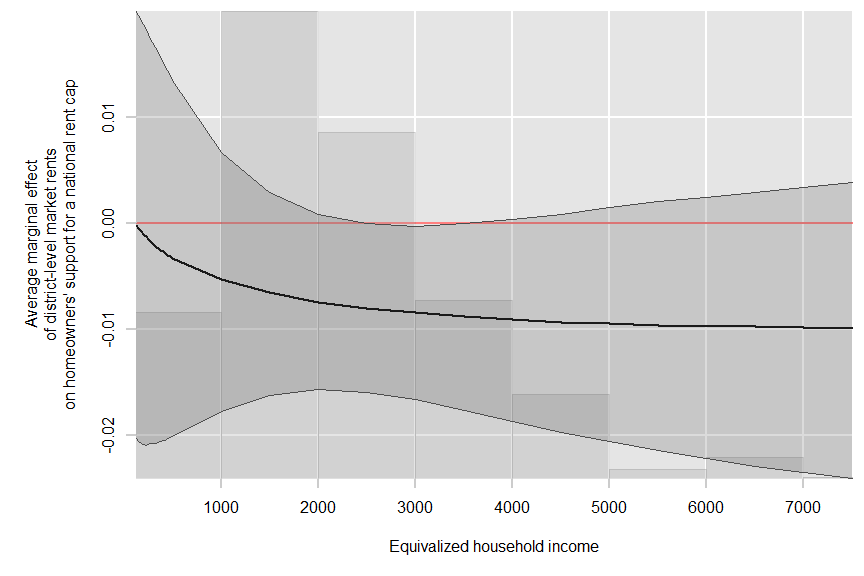 Average marginal effect
of district-level market rents
on homeowners' support for a national rent cap
0.01
0.00
-0.01
-0.02
1000 2000 3000 4000 5000 6000 7000
Equivalized household income